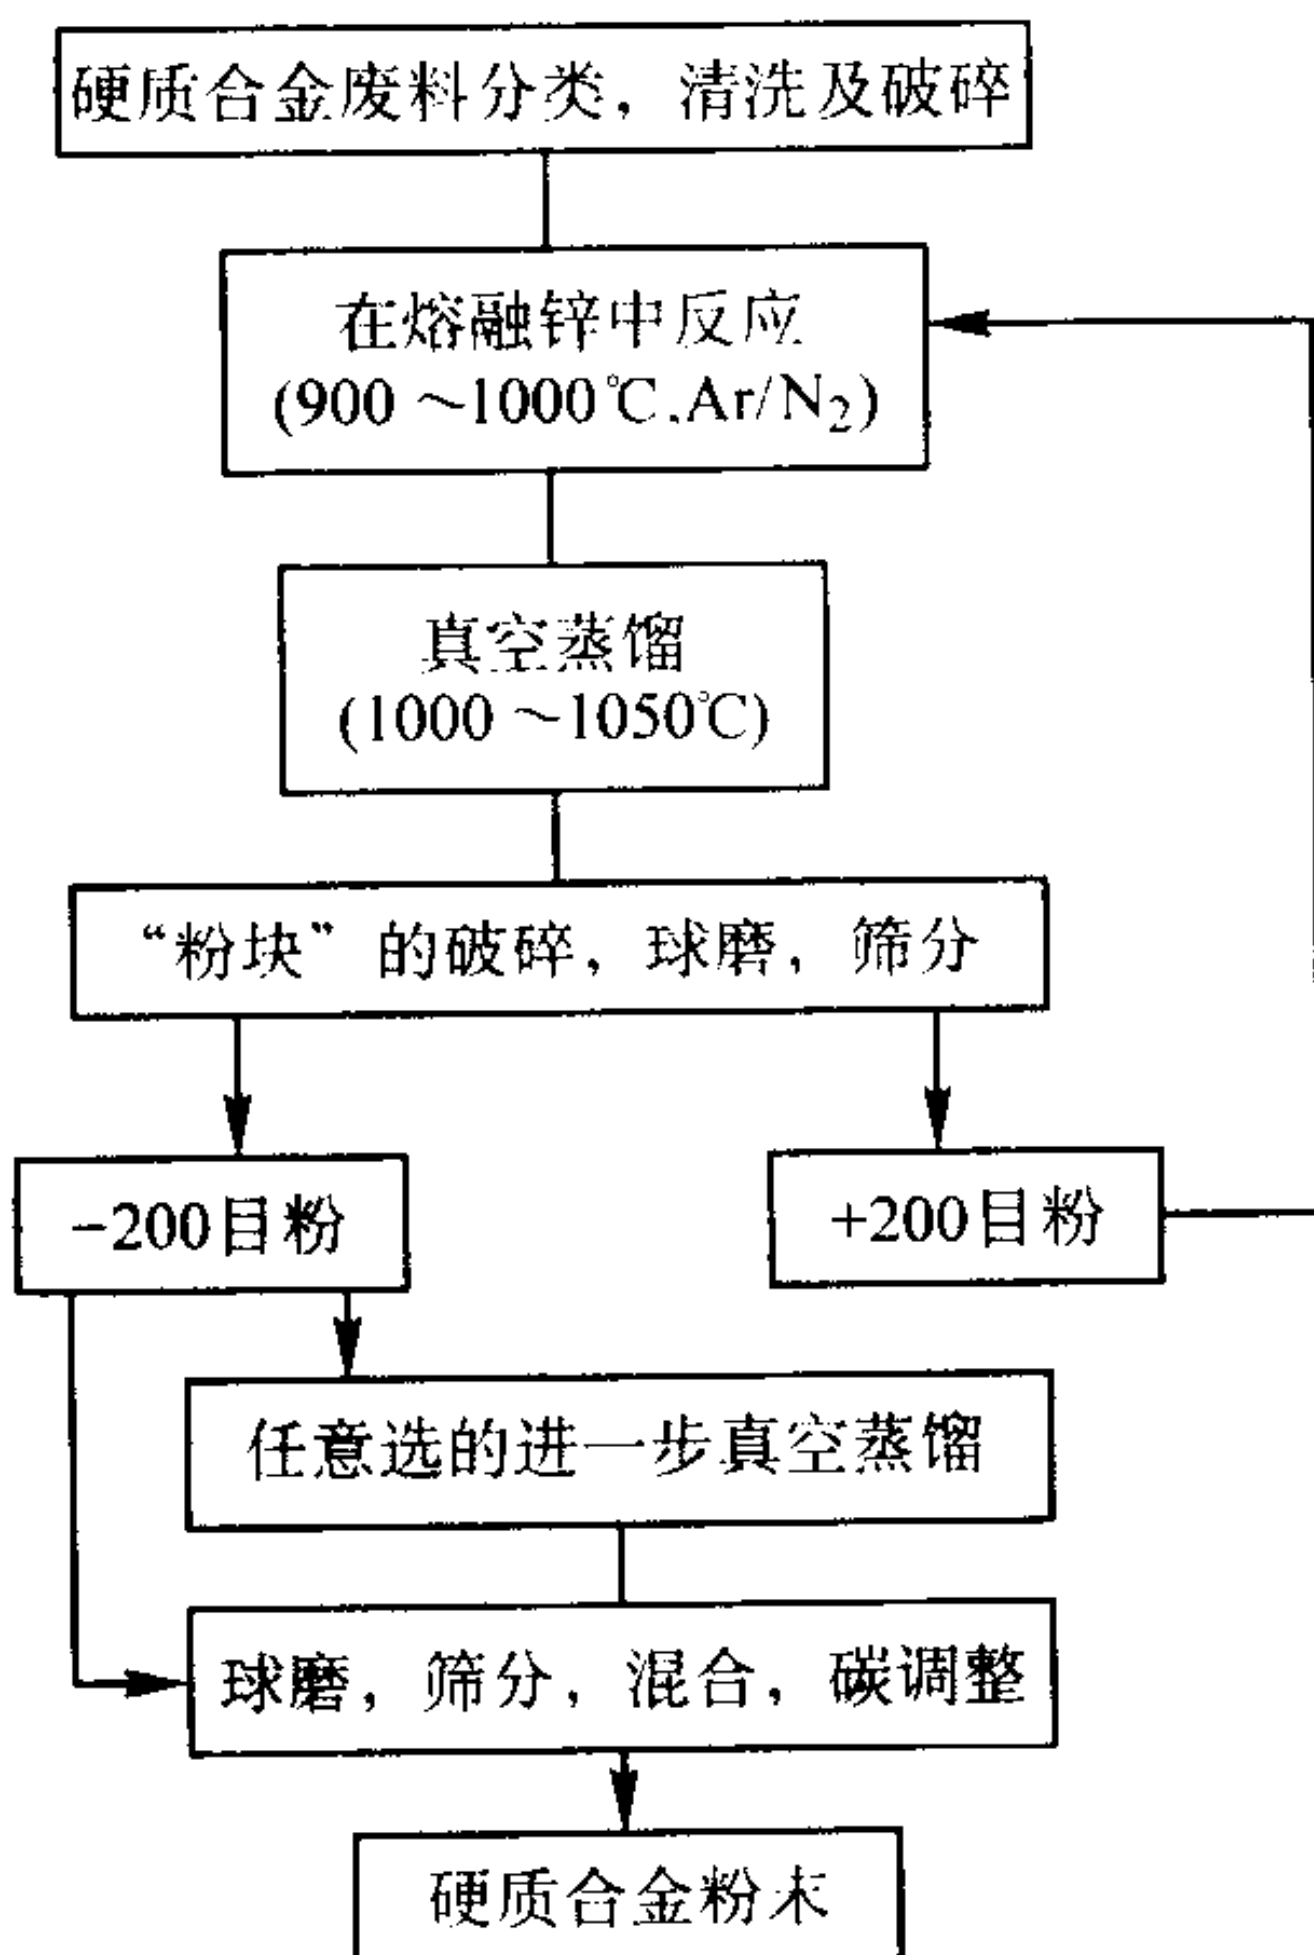 硬质合金废料分类，清洗及破碎
在熔融锌中反应
(900～1000℃.Ar/N₂)
真空蒸馏
(1000～1050℃)
“粉块”的破碎，球磨，筛分
-200目粉
+200目粉
任意选的进一步真空蒸馏
球磨，筛分，混合，碳调整
硬质合金粉末